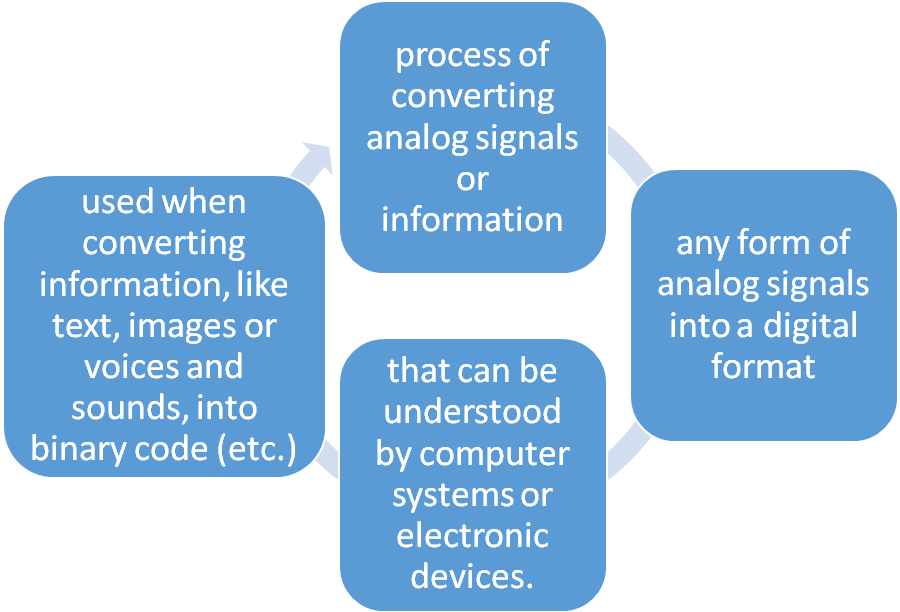 process of
converting
analog signals
or
information
any form of
analog signals
into a digital
format
that can be
understood
by computer
systems or
electronic
devices.
used when
converting
information, like
text, images or
voices and
sounds, into
binary code (etc.)